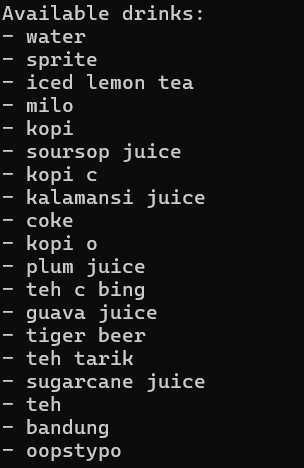 Available drinks:
- water
- sprite
- iced lemon tea
- milo
- kopi
- soursop juice
- kopi c
- kalamansi juice
- coke
- kopi o
- plum juice
- teh c bing
- guava juice
- tiger beer
- teh tarik
- sugarcane juice
- teh
- bandung
- oopstypo